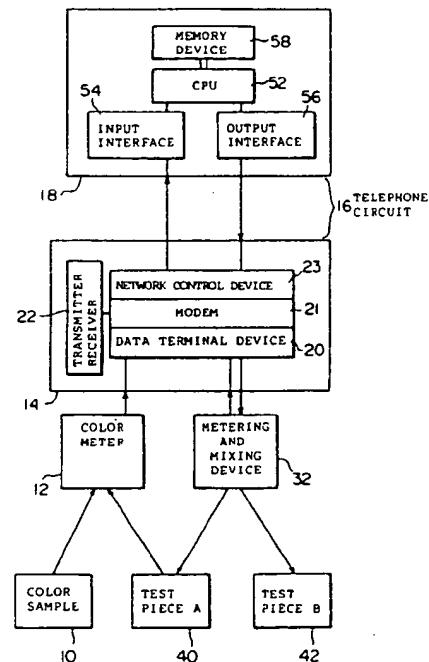 MEMORY
DEVICE
58
CPU
52
54
56
INPUT
INTERFACE
OUTPUT
INTERFACE
18
16 TELEPHONE
CIRCUIT
23
NETWORK CONTROL DEVICE
22
TRANSMITTER
RECEIVER
MODEM
21
DATA TERMINAL DEVICE
20
14
COLOR
METER
METERING
AND
MIXING
DEVICE
12
32
COLOR
SAMPLE
TEST
PIECE A
TEST
PIECE B
10
40
42